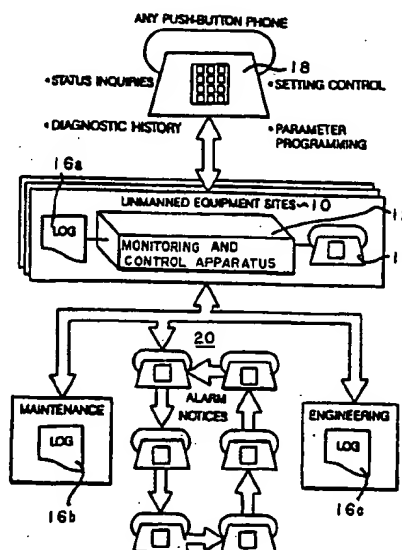 ANY PUSH-BUTTON PHONE
18
• STATUS INQUIRIES
• SETTING CONTROL
• DIAGNOSTIC HISTORY
• PARAMETER PROGRAMMING
16a
UNMANNED EQUIPMENT SITES 10
LOG
MONITORING AND CONTROL APPARATUS
20
MAINTENANCE
LOG
16b
ALARM NOTICES
ENGINEERING
LOG
16c